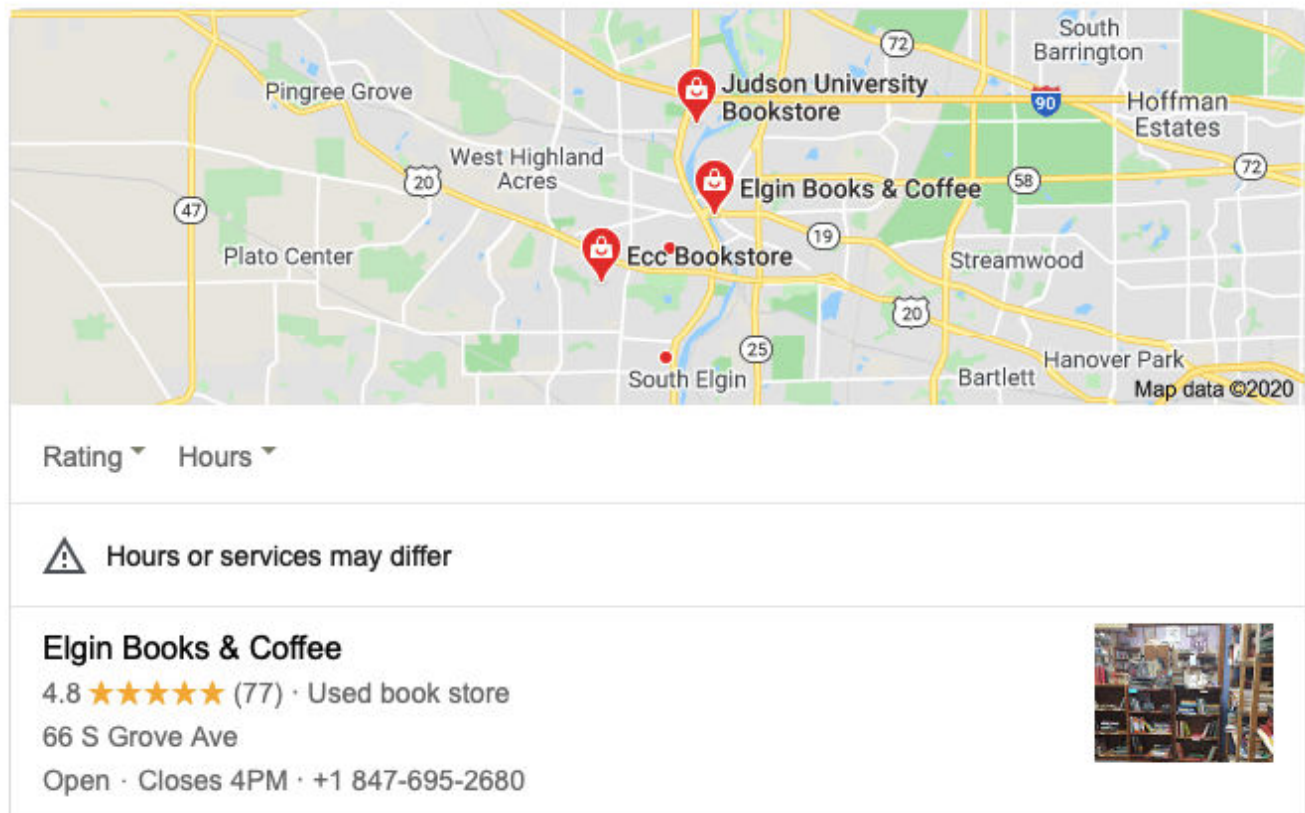 South
Barrington
72
Judson University
Bookstore
Pingree Grove
90
Hoffman
Estates
West Highland
Acres
20
72
58
Elgin Books & Coffee
47
19
Plato Center
Ecc Bookstore
Streamwood
20
25
South Elgin
Hanover Park
Bartlett
Map data ©2020
Rating Hours
Hours or services may differ
Elgin Books & Coffee
4.8 ★★★★★ (77) · Used book store
66 S Grove Ave
Open · Closes 4PM · +1 847-695-2680